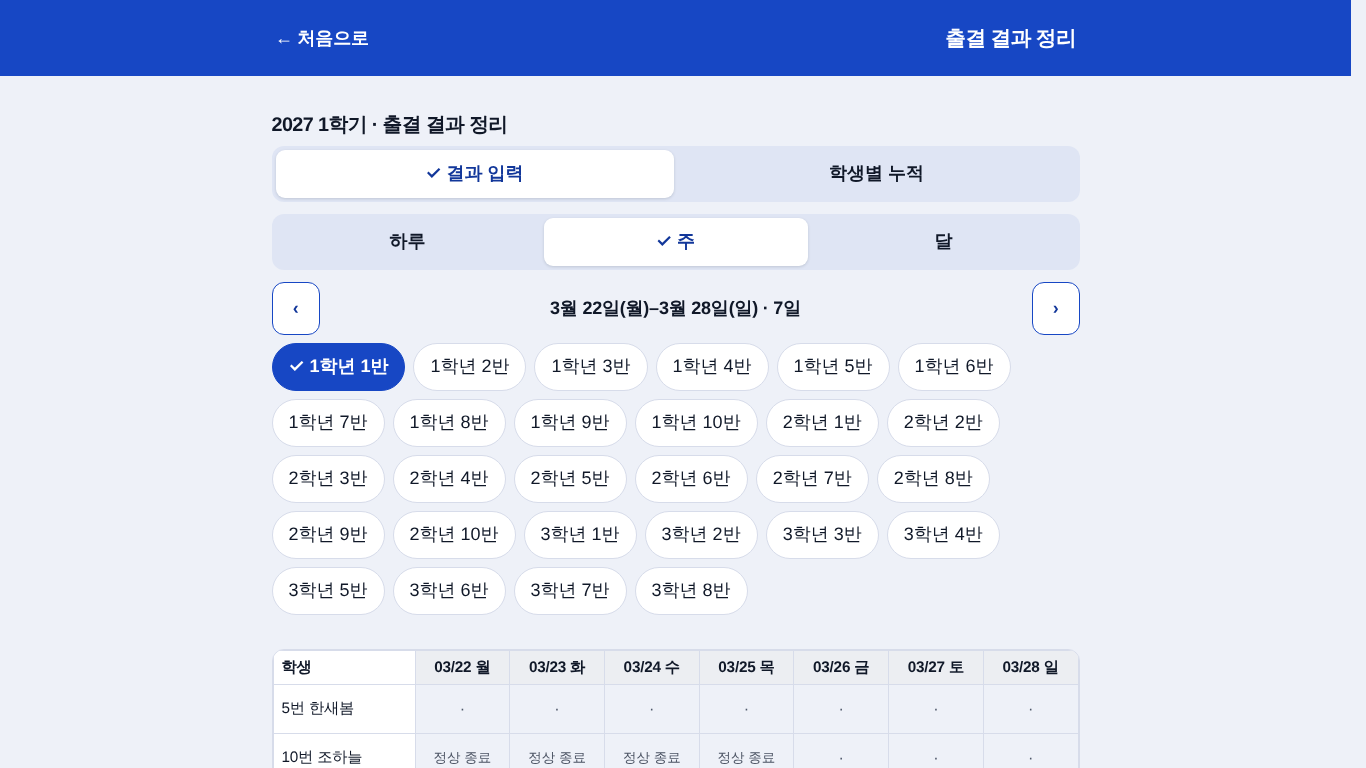 ← 처음으로 출결 결과 정리
2027 1학기 · 출결 결과 정리
✓ 결과 입력 학생별 누적
하루 ✓ 주 달
‹ 3월 22일(월)–3월 28일(일) · 7일 ›
✓ 1학년 1반 1학년 2반 1학년 3반 1학년 4반 1학년 5반 1학년 6반
1학년 7반 1학년 8반 1학년 9반 1학년 10반 2학년 1반 2학년 2반
2학년 3반 2학년 4반 2학년 5반 2학년 6반 2학년 7반 2학년 8반
2학년 9반 2학년 10반 3학년 1반 3학년 2반 3학년 3반 3학년 4반
3학년 5반 3학년 6반 3학년 7반 3학년 8반
학생 03/22 월 03/23 화 03/24 수 03/25 목 03/26 금 03/27 토 03/28 일
5번 한새봄 · · · · · · ·
10번 조하늘 정상 종료 정상 종료 정상 종료 정상 종료 · · ·